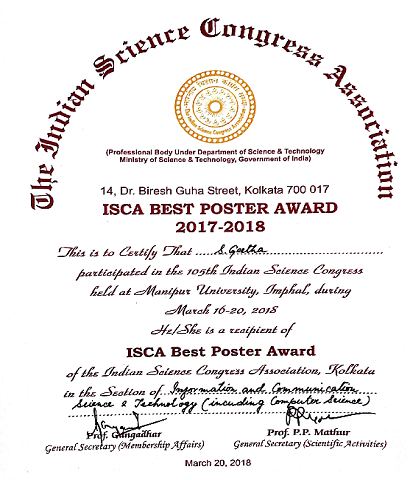 The Indian Science Congress Association
(Professional Body Under Department of Science & Technology
Ministry of Science & Technology, Government of India)
14, Dr. Biresh Guha Street, Kolkata 700 017
ISCA BEST POSTER AWARD
2017-2018
This is to Certify That S. Geetha
participated in the 105th Indian Science Congress
held at Manipur University, Imphal, during
March 16-20, 2018
He/She is a recipient of
ISCA Best Poster Award
of the Indian Science Congress Association, Kolkata
in the Section of Information and Communication
Science & Technology (including Computer Science)
Prof. Gangadhar
General Secretary (Membership Affairs)
Prof. P.P. Mathur
General Secretary (Scientific Activities)
March 20, 2018